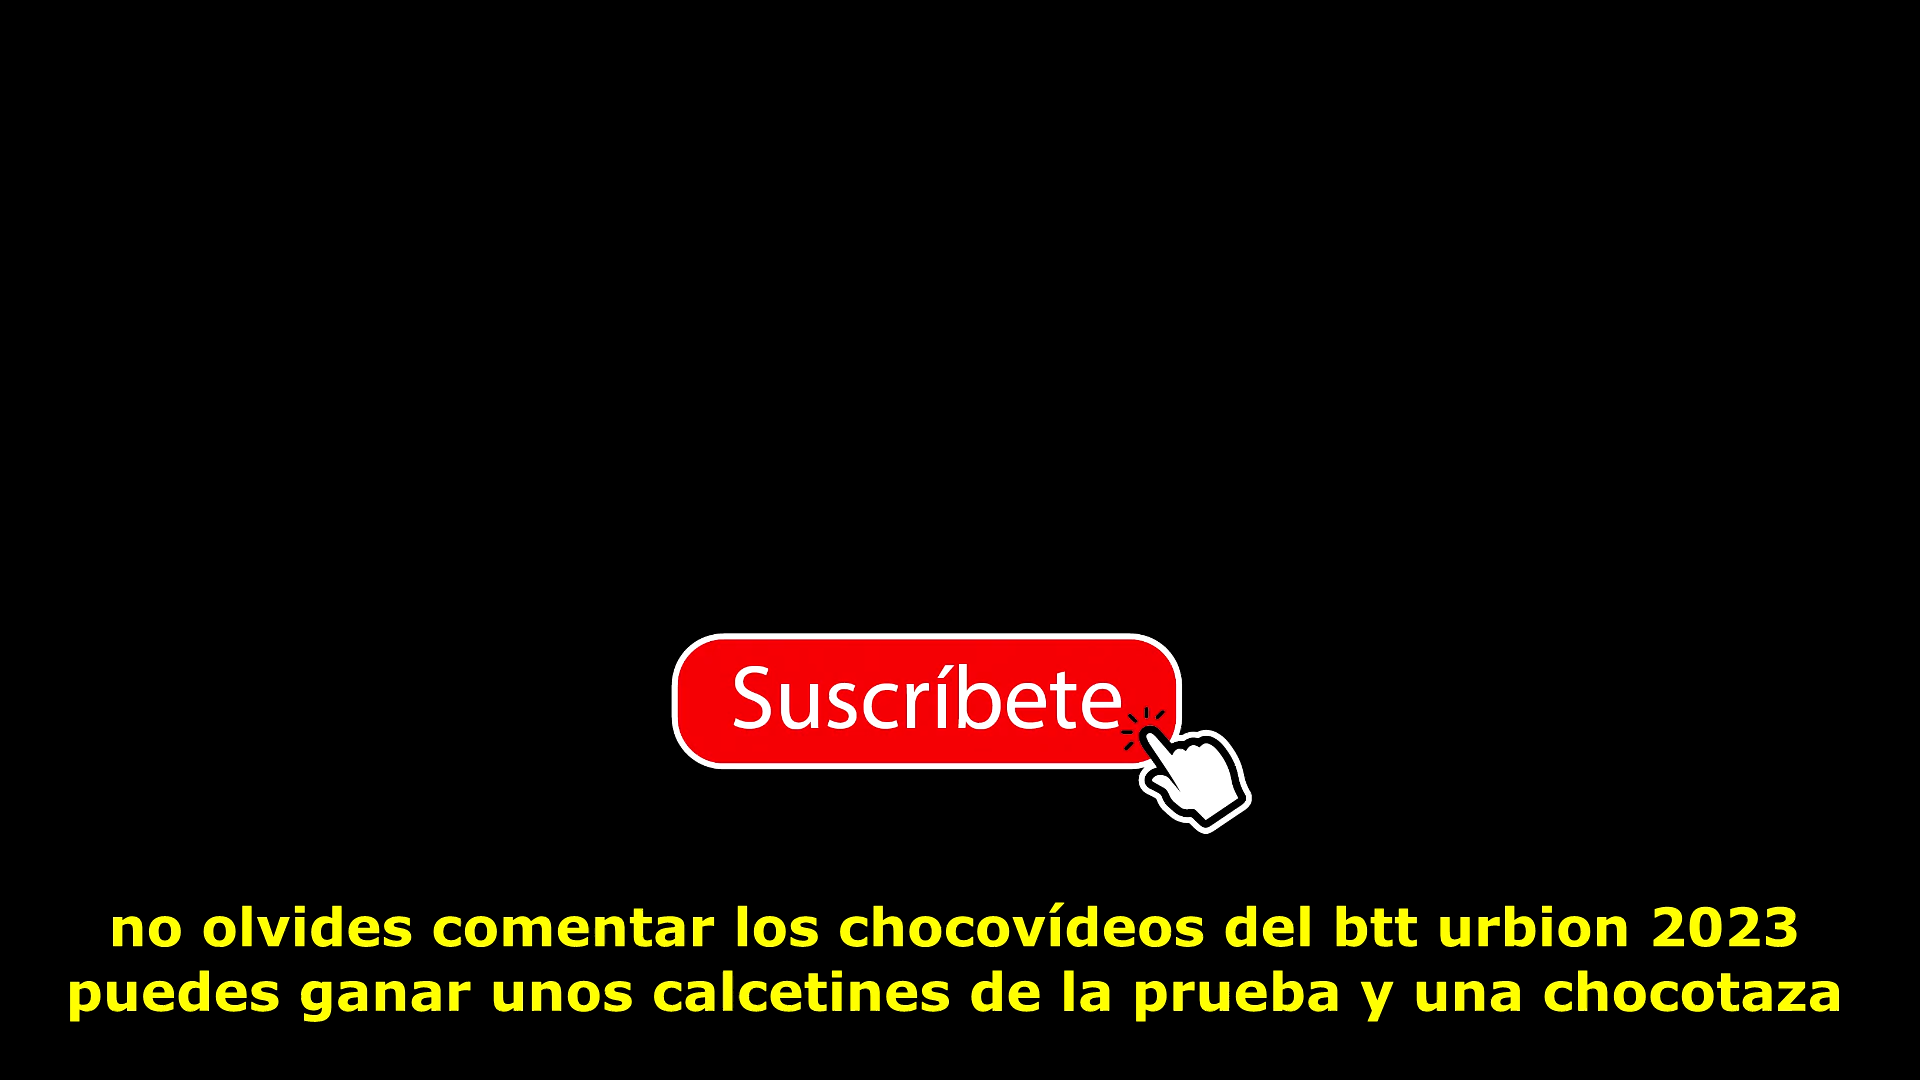 Suscríbete
no olvides comentar los chocovídeos del btt urbion 2023
puedes ganar unos calcetines de la prueba y una chocotaza